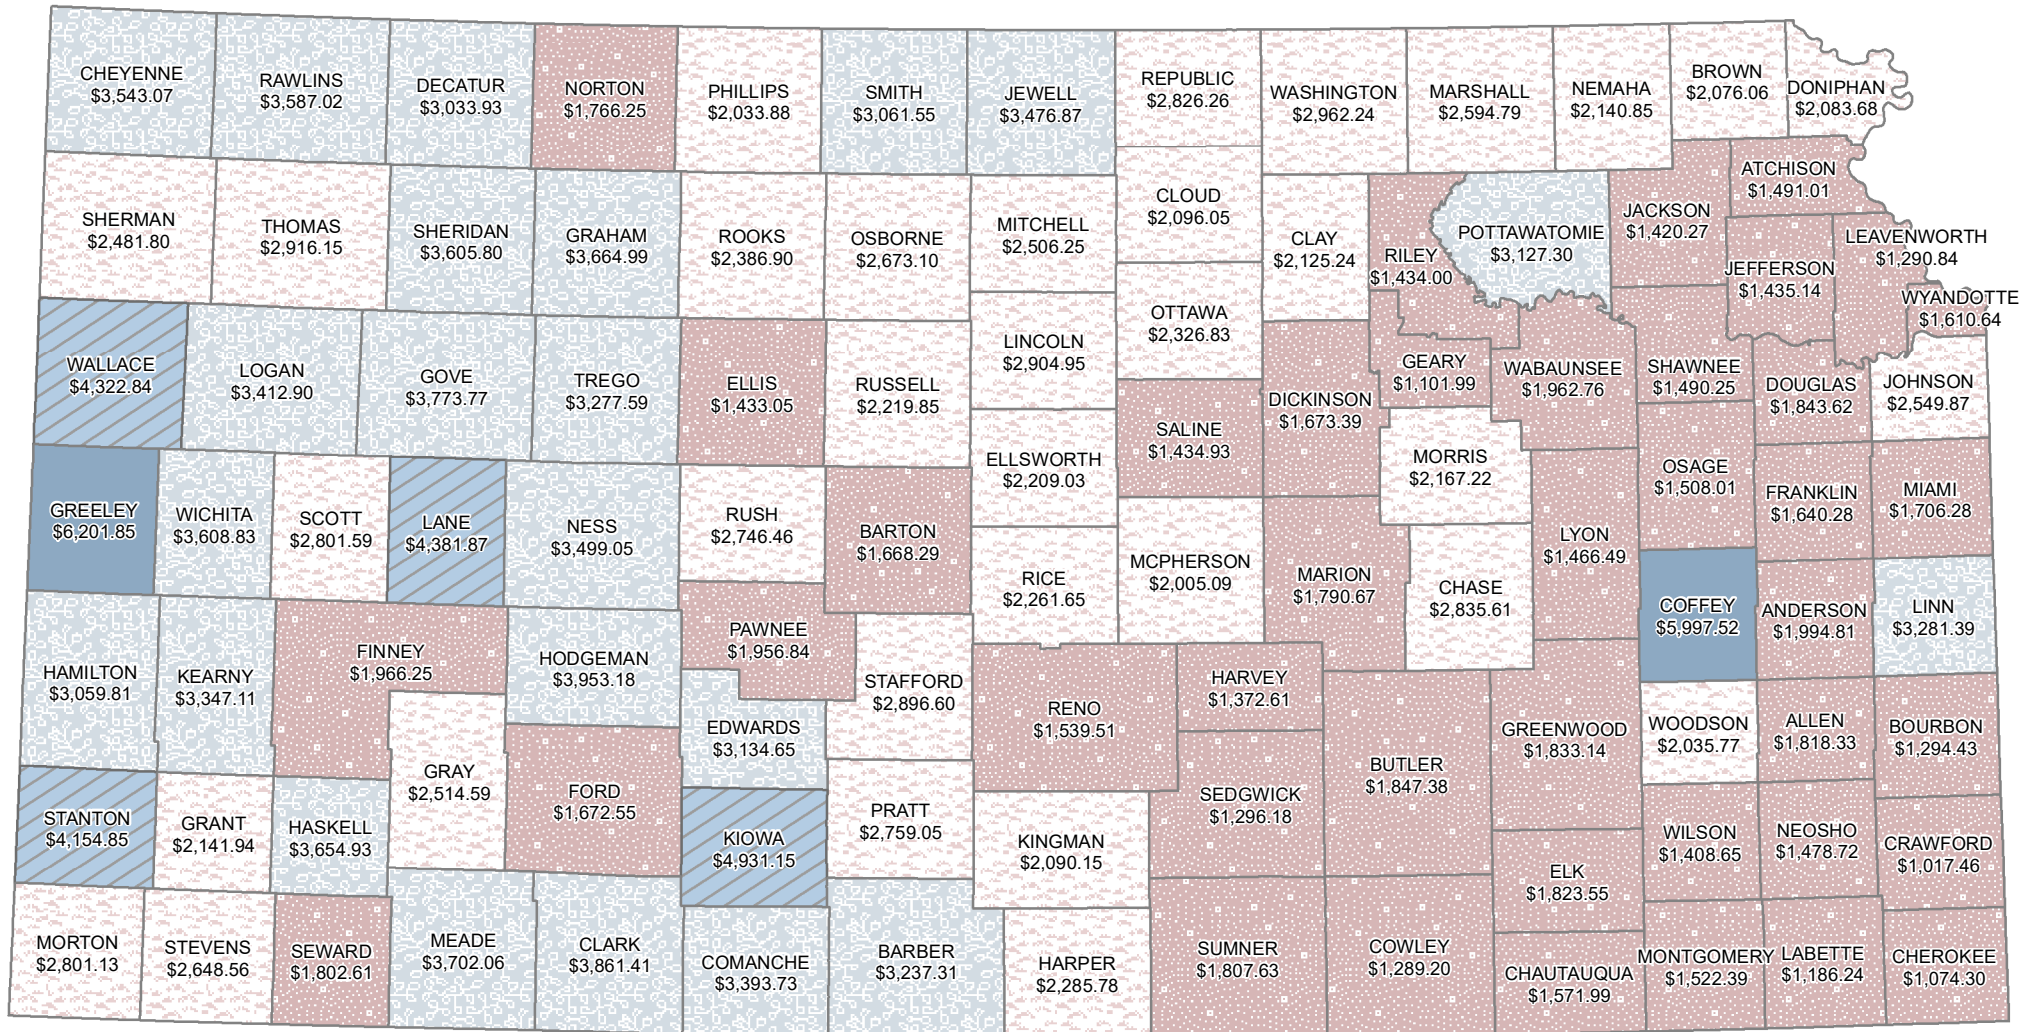 CHEYENNE
$3,543.07
RAWLINS
$3,587.02
DECATUR
$3,033.93
NORTON
$1,766.25
PHILLIPS
$2,033.88
SMITH
$3,061.55
JEWELL
$3,476.87
REPUBLIC
$2,826.26
WASHINGTON
$2,962.24
MARSHALL
$2,594.79
NEMAHA
$2,140.85
BROWN
$2,076.06
DONIPHAN
$2,083.68
SHERMAN
$2,481.80
THOMAS
$2,916.15
SHERIDAN
$3,605.80
GRAHAM
$3,664.99
ROOKS
$2,386.90
OSBORNE
$2,673.10
MITCHELL
$2,506.25
CLOUD
$2,096.05
CLAY
$2,125.24
RILEY
$1,434.00
POTTAWATOMIE
$3,127.30
JACKSON
$1,420.27
ATCHISON
$1,491.01
JEFFERSON
$1,435.14
LEAVENWORTH
$1,290.84
WYANDOTTE
$1,610.64
WALLACE
$4,322.84
LOGAN
$3,412.90
GOVE
$3,773.77
TREGO
$3,277.59
ELLIS
$1,433.05
RUSSELL
$2,219.85
LINCOLN
$2,904.95
OTTAWA
$2,326.83
DICKINSON
$1,673.39
GEARY
$1,101.99
WABAUNSEE
$1,962.76
SHAWNEE
$1,490.25
DOUGLAS
$1,843.62
JOHNSON
$2,549.87
SALINE
$1,434.93
ELLSWORTH
$2,209.03
MORRIS
$2,167.22
OSAGE
$1,508.01
FRANKLIN
$1,640.28
MIAMI
$1,706.28
GREELEY
$6,201.85
WICHITA
$3,608.83
SCOTT
$2,801.59
LANE
$4,381.87
NESS
$3,499.05
RUSH
$2,746.46
BARTON
$1,668.29
RICE
$2,261.65
MCPHERSON
$2,005.09
MARION
$1,790.67
CHASE
$2,835.61
LYON
$1,466.49
COFFEY
$5,997.52
ANDERSON
$1,994.81
LINN
$3,281.39
HAMILTON
$3,059.81
KEARNY
$3,347.11
FINNEY
$1,966.25
HODGEMAN
$3,953.18
PAWNEE
$1,956.84
STAFFORD
$2,896.60
EDWARDS
$3,134.65
RENO
$1,539.51
HARVEY
$1,372.61
BUTLER
$1,847.38
GREENWOOD
$1,833.14
WOODSON
$2,035.77
ALLEN
$1,818.33
BOURBON
$1,294.43
STANTON
$4,154.85
GRANT
$2,141.94
HASKELL
$3,654.93
GRAY
$2,514.59
FORD
$1,672.55
KIOWA
$4,931.15
PRATT
$2,759.05
KINGMAN
$2,090.15
SEDGWICK
$1,296.18
ELK
$1,823.55
WILSON
$1,408.65
NEOSHO
$1,478.72
CRAWFORD
$1,017.46
MORTON
$2,801.13
STEVENS
$2,648.56
SEWARD
$1,802.61
MEADE
$3,702.06
CLARK
$3,861.41
COMANCHE
$3,393.73
BARBER
$3,237.31
HARPER
$2,285.78
SUMNER
$1,807.63
COWLEY
$1,289.20
CHAUTAUQUA
$1,571.99
MONTGOMERY
$1,522.39
LABETTE
$1,186.24
CHEROKEE
$1,074.30